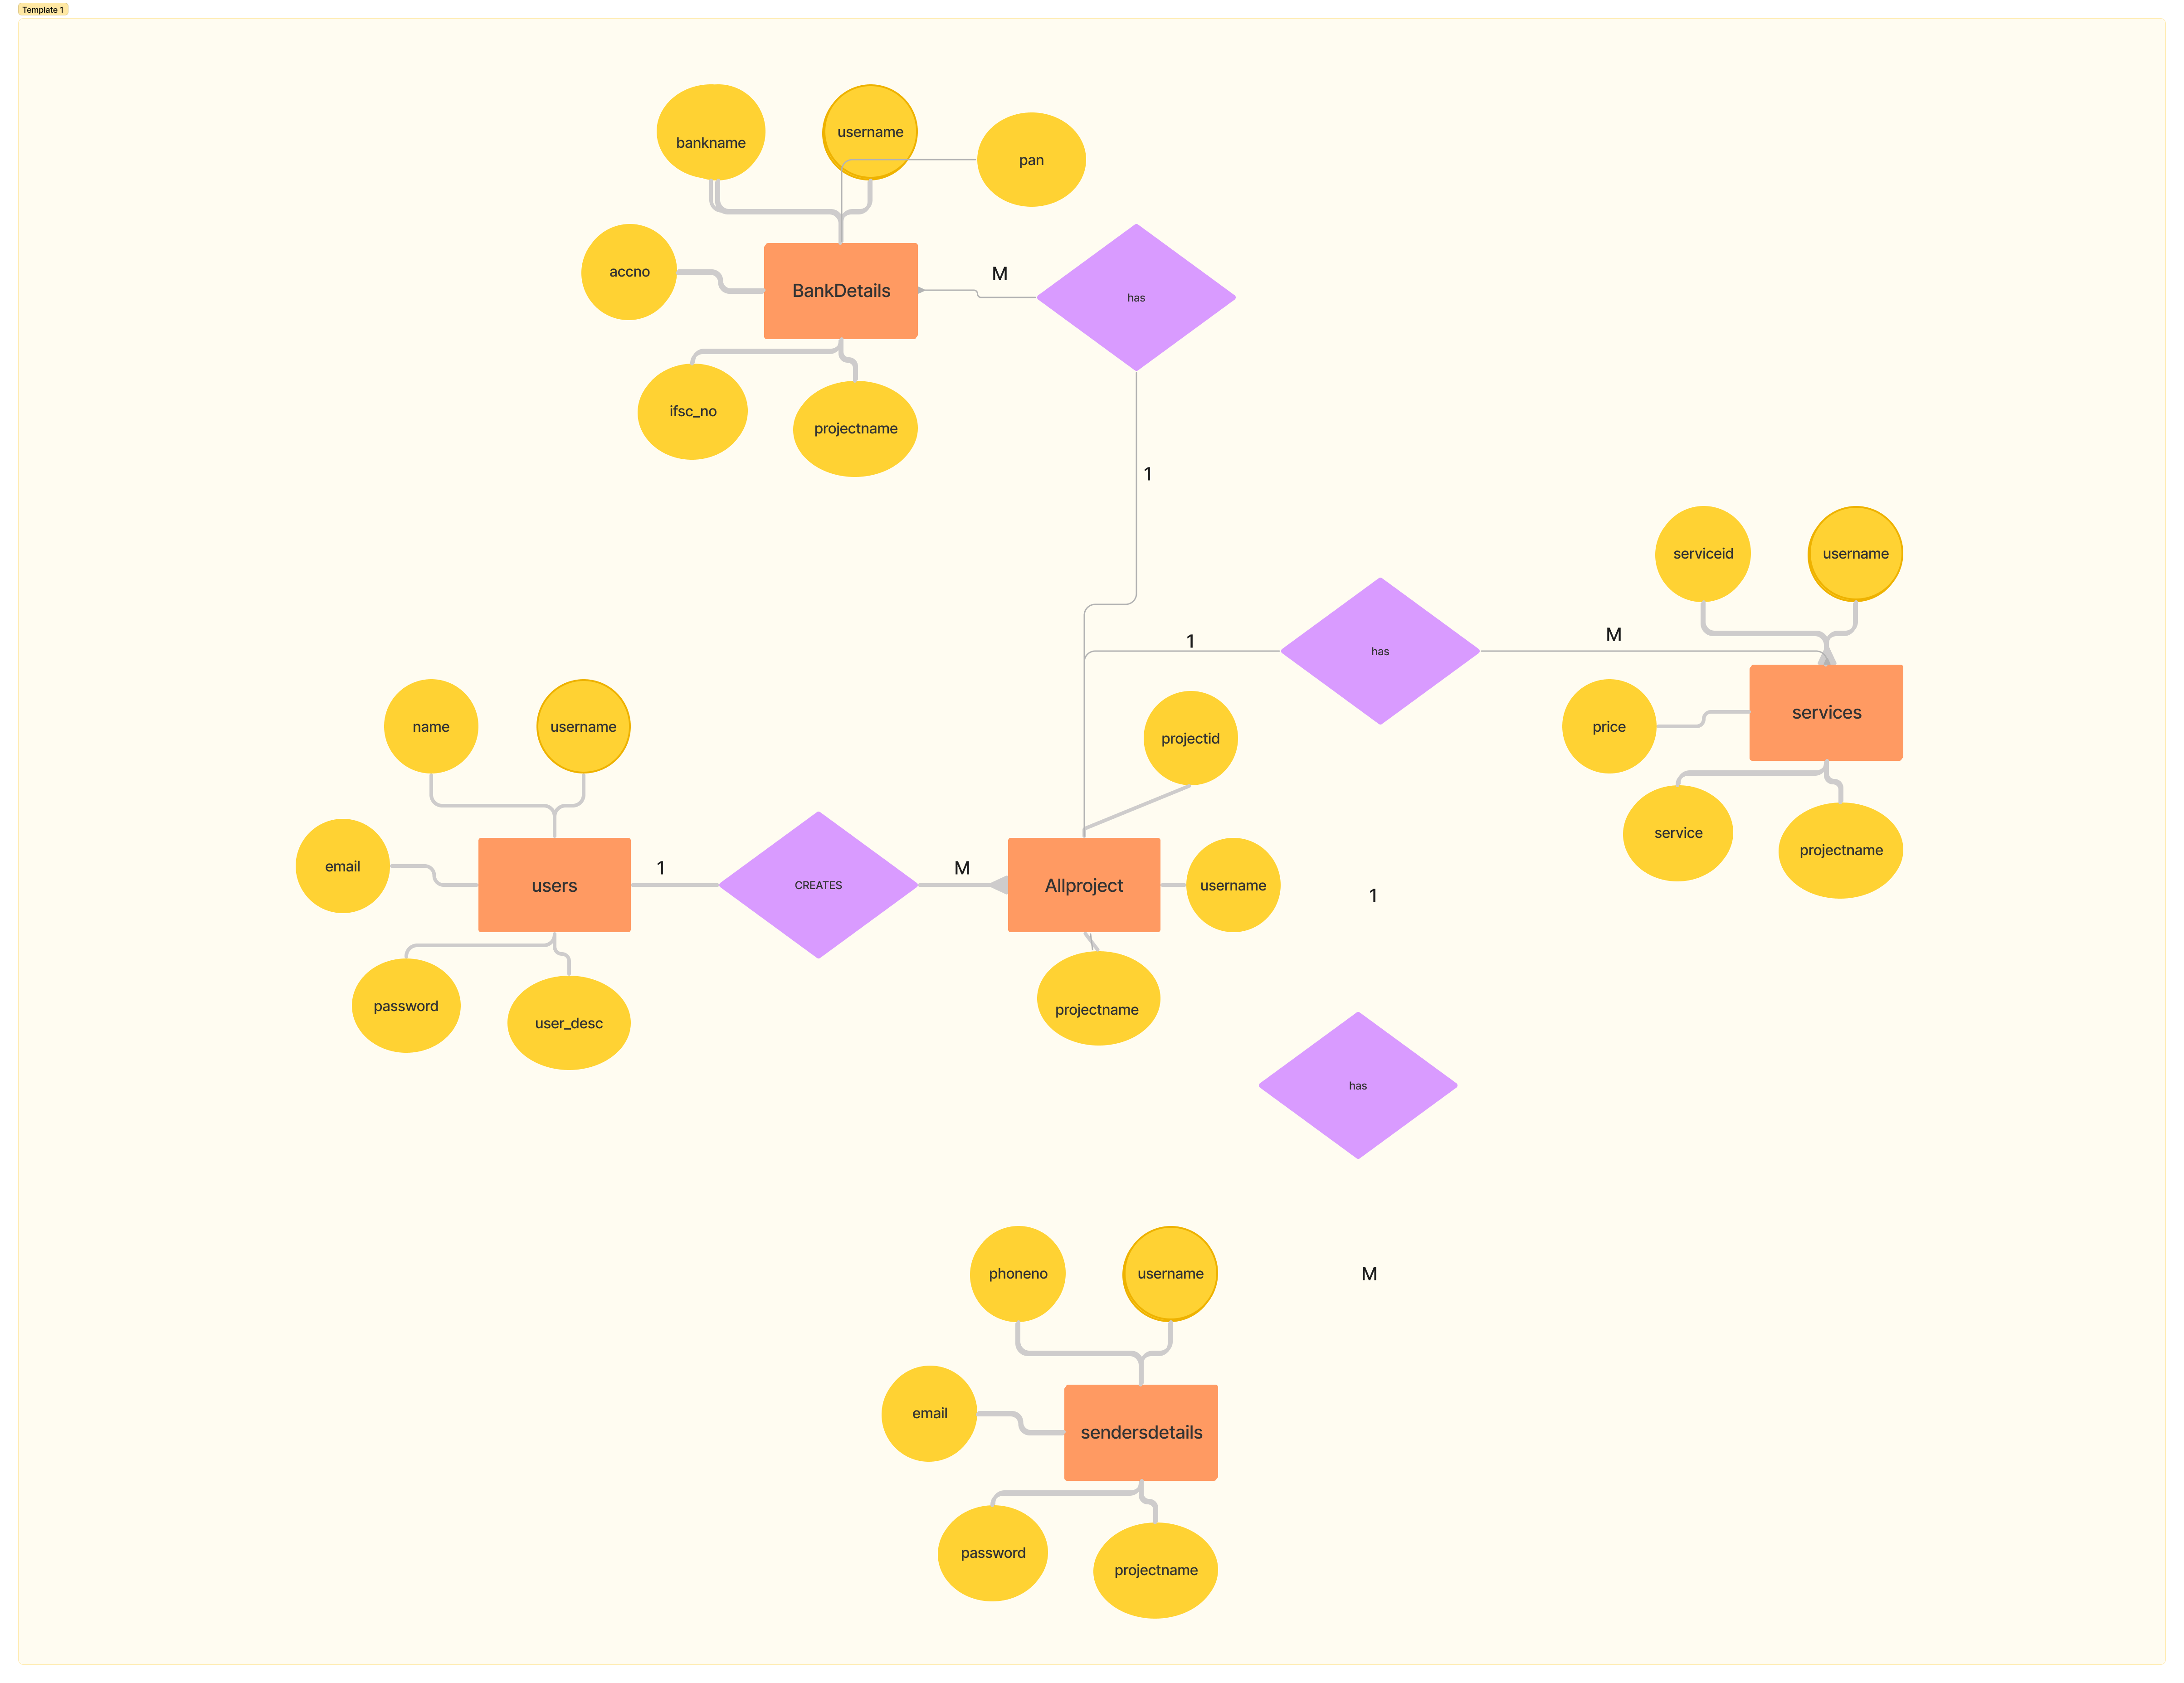 Template 1
bankname
username
pan
accno
BankDetails
M
has
ifsc_no
projectname
1
serviceid
username
1
has
M
name
username
projectid
price
services
service
projectname
email
users
1
CREATES
M
Allproject
username
1
password
user_desc
projectname
has
phoneno
username
M
email
sendersdetails
password
projectname